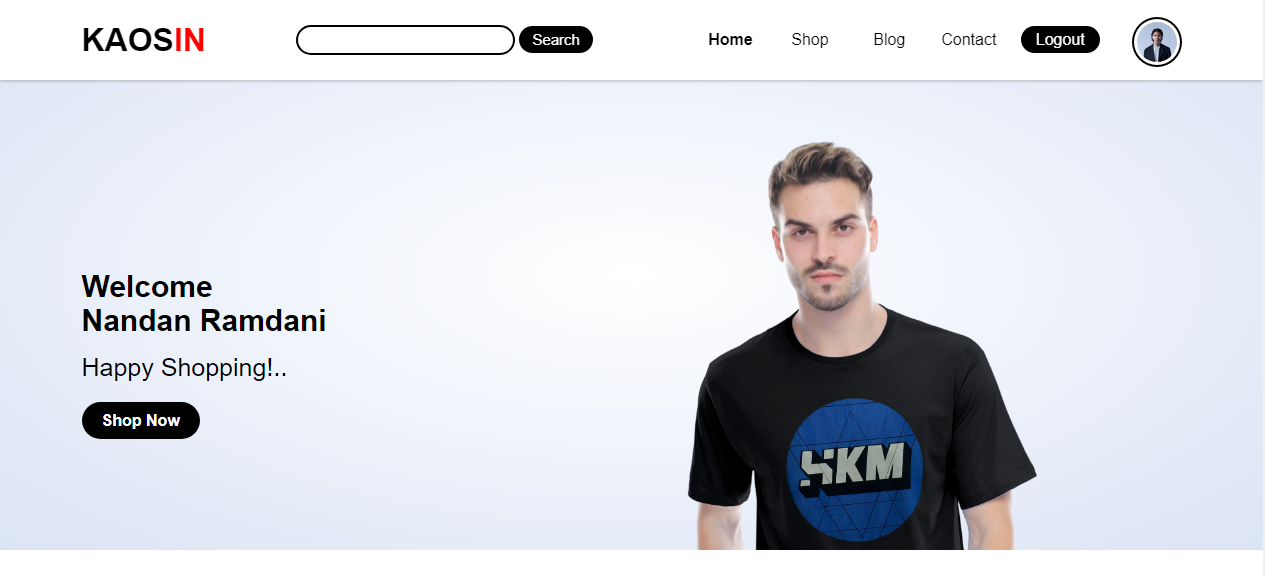 KAOSIN
Search
Home
Shop
Blog
Contact
Logout
Welcome
Nandan Ramdani
Happy Shopping!..
Shop Now
SKM